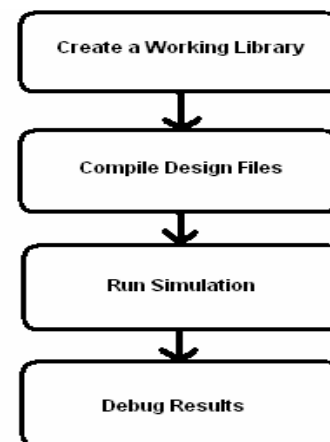 Create a Working Library
Compile Design Files
Run Simulation
Debug Results